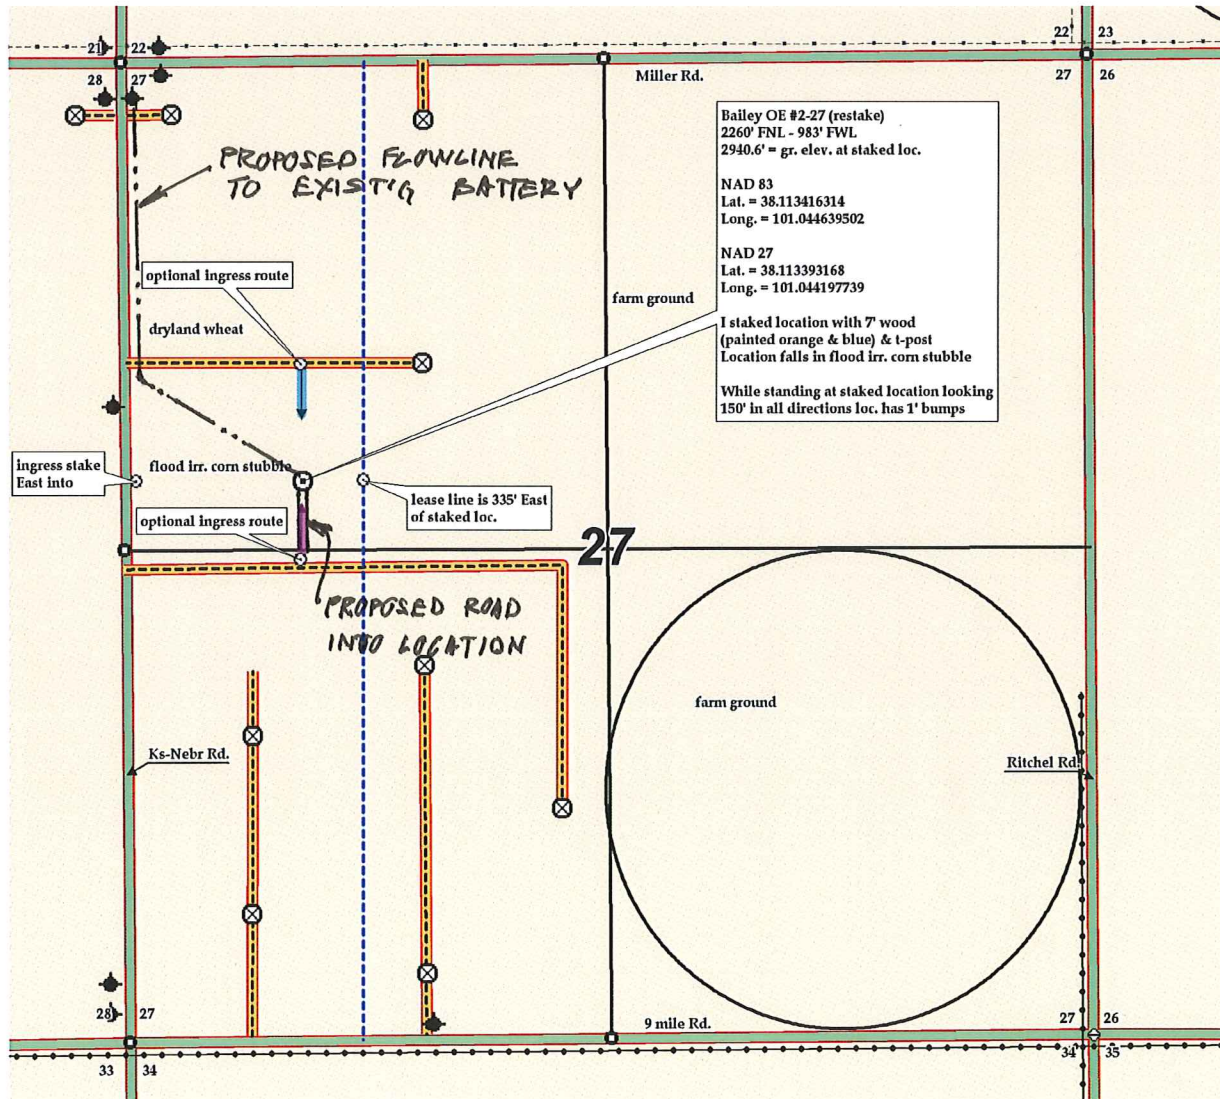 21 22
22 23
28 27
27 26
Miller Rd.
Bailey OE #2-27 (restake)
2260' FNL - 983' FWL
2940.6' = gr. elev. at staked loc.
NAD 83
Lat. = 38.113416314
Long. = 101.044639502
NAD 27
Lat. = 38.113393168
Long. = 101.044197739
I staked location with 7' wood
(painted orange & blue) & t-post
Location falls in flood irr. corn stubble
While standing at staked location looking
150' in all directions loc. has 1' bumps
PROPOSED FLOWLINE
TO EXIST'G BATTERY
optional ingress route
farm ground
dryland wheat
ingress stake
East into
flood irr. corn stubble
lease line is 335' East
of staked loc.
optional ingress route
27
PROPOSED ROAD
INTO LOCATION
farm ground
Ks-Nebr Rd.
Ritchel Rd.
28 27
9 mile Rd.
27 26
33 34
34 35